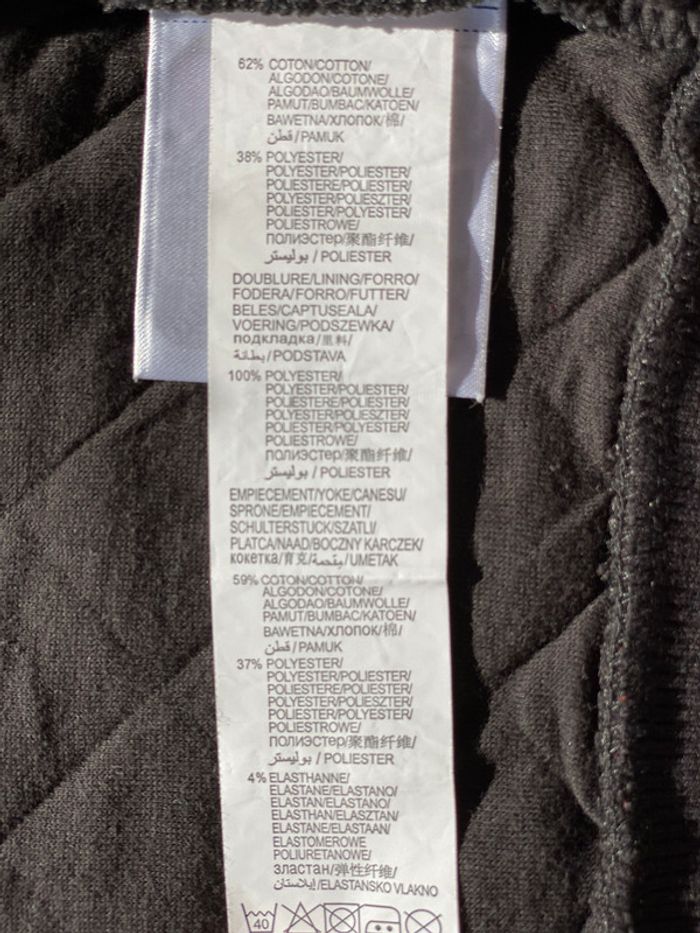 62% COTON/COTTON/
ALGODON/COTONE/
ALGODAO/BAUMWOLLE/
PAMUT/BUMBAC/KATOEN/
BAWEŁNA/ХЛОПОК/棉/
قطن/PAMUK
38% POLYESTER/
POLYESTER/POLIESTER/
POLIESTERE/POLIESTER/
POLYESTER/POLIESZTER/
POLIESTER/POLYESTER/
POLIESTROWE/
ПОЛИЭСТЕР/聚酯纤维/
بوليستر/POLIESTER
DOUBLURE/LINING/FORRO/
FODERA/FORRO/FUTTER/
BELES/CAPTUSEALA/
VOERING/PODSZEWKA/
подкладка/里料/
بطانة/PODSTAVA
100% POLYESTER/
POLYESTER/POLIESTER/
POLIESTERE/POLIESTER/
POLYESTER/POLIESZTER/
POLIESTER/POLYESTER/
POLIESTROWE/
ПОЛИЭСТЕР/聚酯纤维/
بوليستر/POLIESTER
EMPIECEMENT/YOKE/CANESU/
SPRONE/EMPIECEMENT/
SCHULTERSTUCK/SZATLI/
PLATCA/NAAD/BOCZNY KARCZEK/
кокетка/育克/مقحمة/UMETAK
59% COTON/COTTON/
ALGODON/COTONE/
ALGODAO/BAUMWOLLE/
PAMUT/BUMBAC/KATOEN/
BAWEŁNA/ХЛОПОК/棉/
قطن/PAMUK
37% POLYESTER/
POLYESTER/POLIESTER/
POLIESTERE/POLIESTER/
POLYESTER/POLIESZTER/
POLIESTER/POLYESTER/
POLIESTROWE/
ПОЛИЭСТЕР/聚酯纤维/
بوليستر/POLIESTER
4% ELASTHANNE/
ELASTANE/ELASTANO/
ELASTAN/ELASTANO/
ELASTHAN/ELASZTAN/
ELASTANE/ELASTAAN/
ELASTOMEROWE
POLIURETANOWE/
Эластан/弹性纤维/
إيلاستان/ELASTANSKO VLAKNO
40